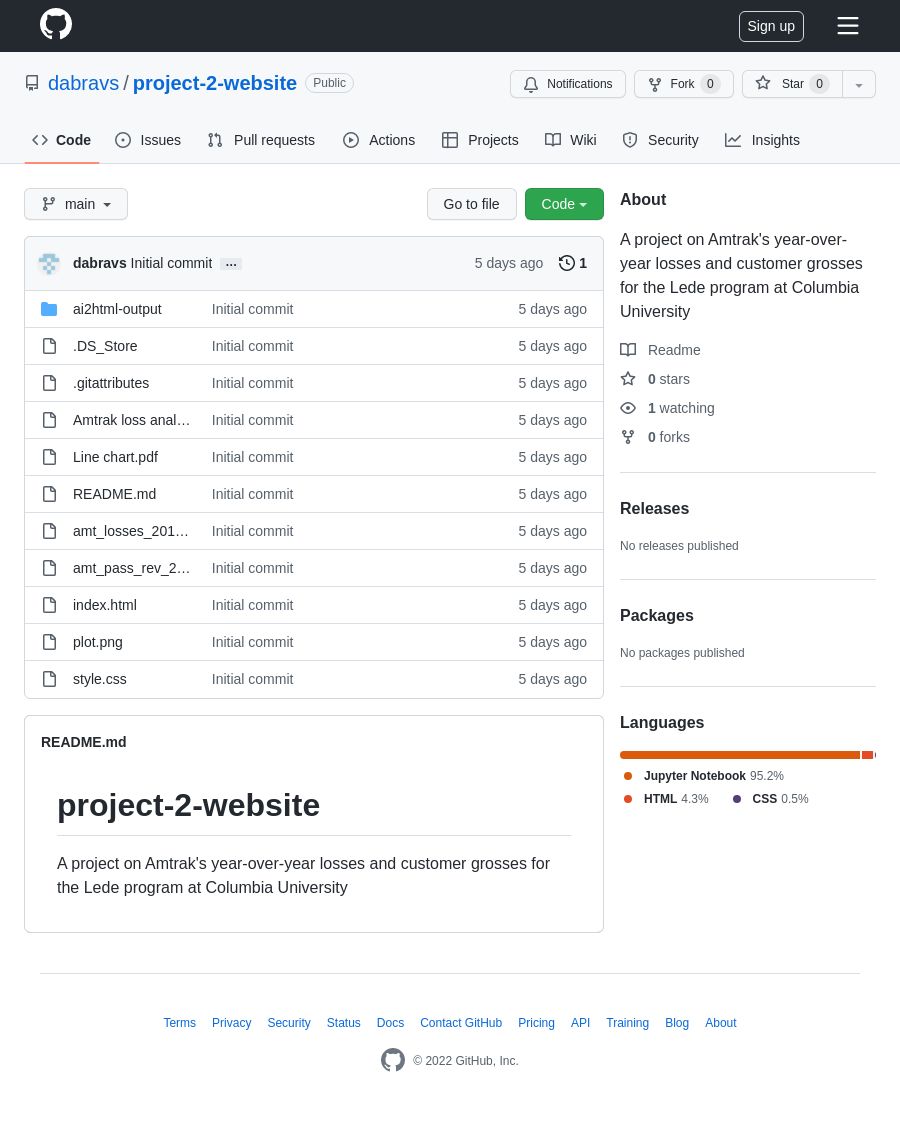 Sign up
dabravs / project-2-website Public
Notifications Fork 0 Star 0
Code Issues Pull requests Actions Projects Wiki Security Insights
main Go to file Code
dabravs Initial commit ... 5 days ago 1
ai2html-output Initial commit 5 days ago
.DS_Store Initial commit 5 days ago
.gitattributes Initial commit 5 days ago
Amtrak loss anal… Initial commit 5 days ago
Line chart.pdf Initial commit 5 days ago
README.md Initial commit 5 days ago
amt_losses_201… Initial commit 5 days ago
amt_pass_rev_2… Initial commit 5 days ago
index.html Initial commit 5 days ago
plot.png Initial commit 5 days ago
style.css Initial commit 5 days ago
README.md
project-2-website
A project on Amtrak's year-over-year losses and customer grosses for
the Lede program at Columbia University
About
A project on Amtrak's year-over-
year losses and customer grosses
for the Lede program at Columbia
University
Readme
0 stars
1 watching
0 forks
Releases
No releases published
Packages
No packages published
Languages
Jupyter Notebook 95.2%
HTML 4.3% CSS 0.5%
Terms Privacy Security Status Docs Contact GitHub Pricing API Training Blog About
© 2022 GitHub, Inc.